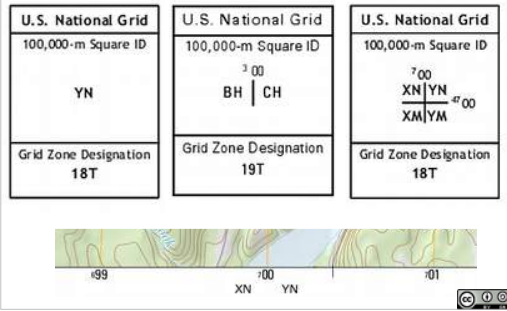 U.S. National Grid
100,000-m Square ID
YN
Grid Zone Designation
18T
U.S. National Grid
100,000-m Square ID
³00
BH | CH
Grid Zone Designation
19T
U.S. National Grid
100,000-m Square ID
⁷00
XN YN
⁴⁷00
XM YM
Grid Zone Designation
18T
⁶99
⁷00
⁷01
XN YN